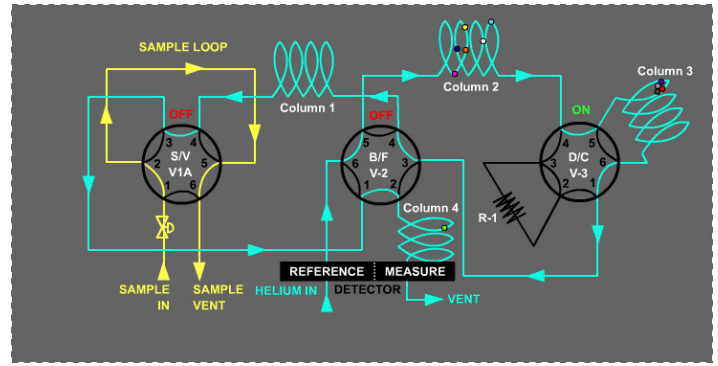 SAMPLE LOOP
Column 1
Column 2
Column 3
OFF
3 4
S/V
2 5
V1A
1 6
OFF
5 4
B/F
6 3
V-2
1 2
ON
4 5
D/C
3 6
V-3
2 1
R-1
Column 4
REFERENCE MEASURE
DETECTOR
SAMPLE
IN
SAMPLE
VENT
HELIUM IN
VENT